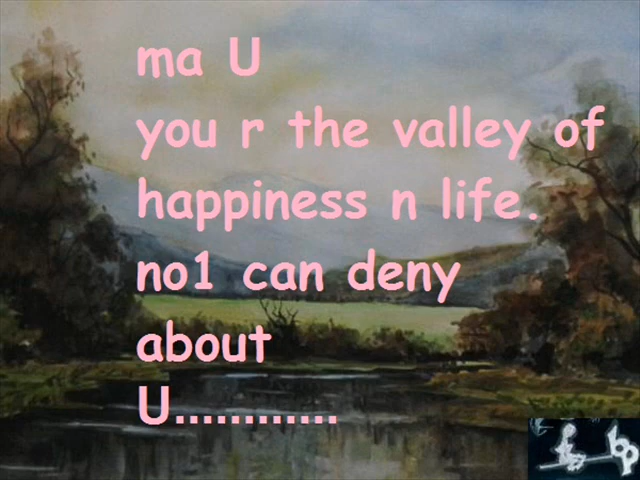 ma U
you r the valley of
happiness n life.
no1 can deny
about
U............